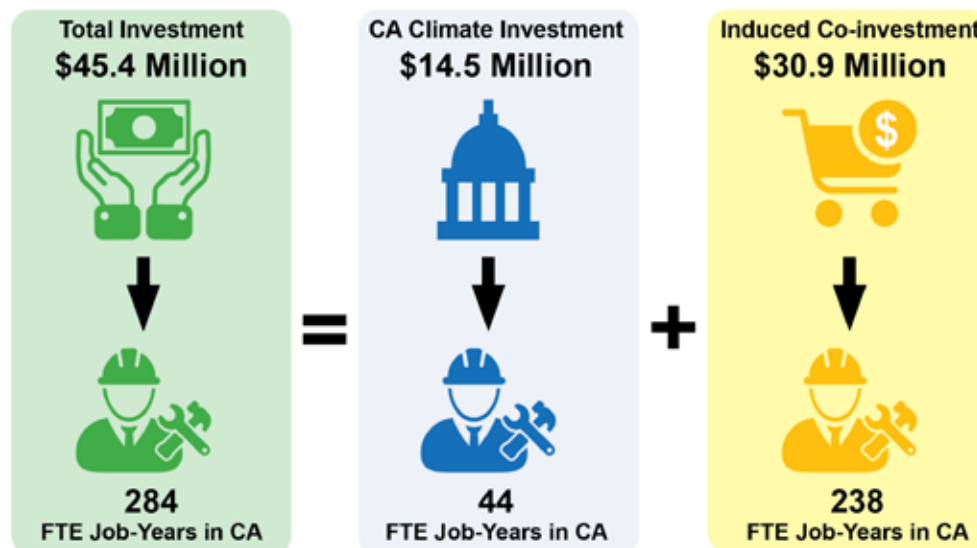 Total Investment
$45.4 Million
284
FTE Job-Years in CA
=
CA Climate Investment
$14.5 Million
44
FTE Job-Years in CA
+
Induced Co-investment
$30.9 Million
$
238
FTE Job-Years in CA